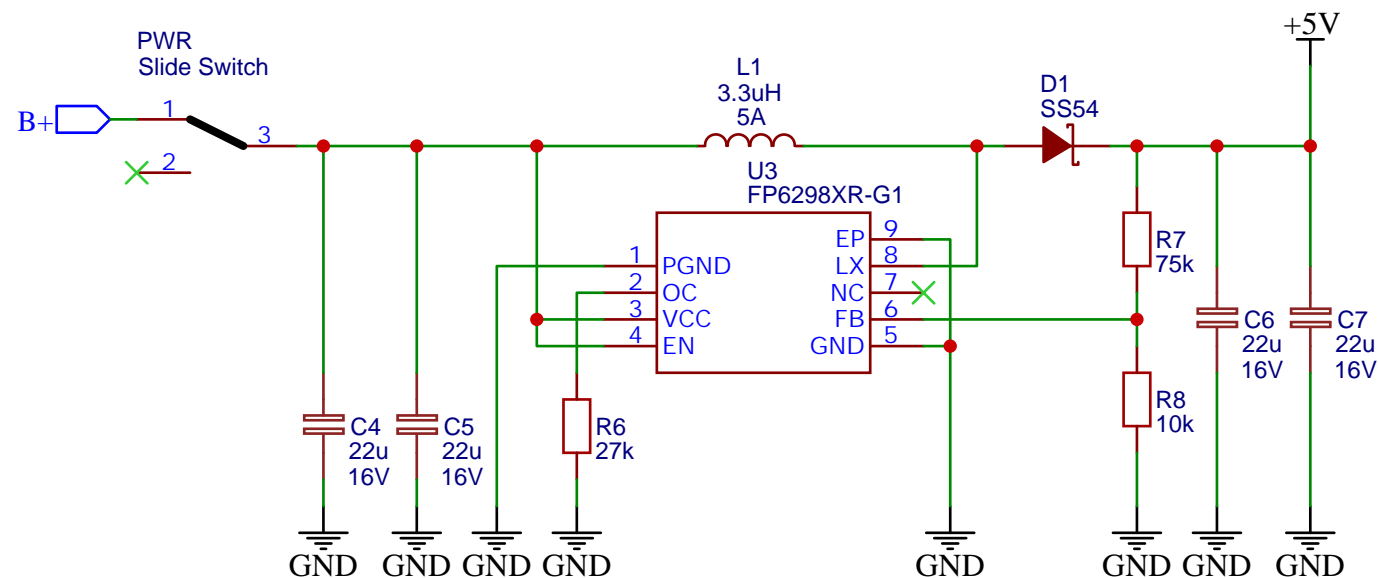 +5V
PWR
Slide Switch
B+
1
3
2
L1
3.3uH
5A
D1
SS54
U3
FP6298XR-G1
1
PGND
2
OC
3
VCC
4
EN
EP
9
LX
8
NC
7
FB
6
GND
5
R7
75k
R8
10k
C6
22u
16V
C7
22u
16V
C4
22u
16V
C5
22u
16V
R6
27k
GND
GND
GND
GND
GND
GND
GND
GND